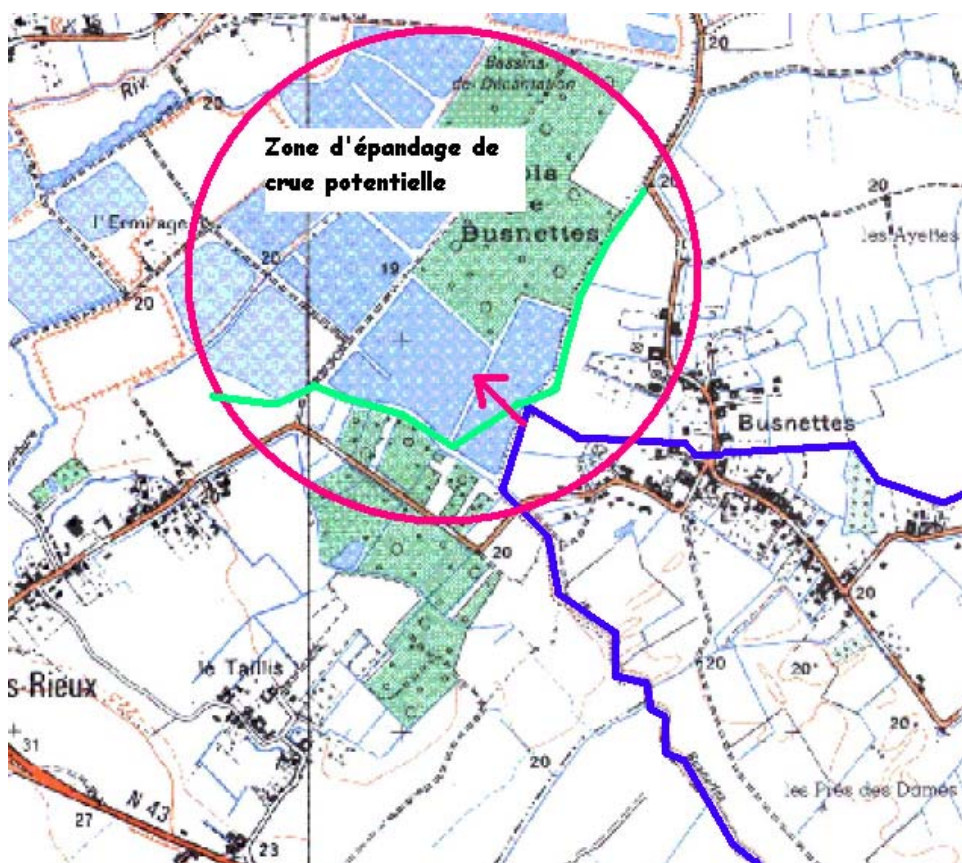 20
Riv.
20
Bassins
de Décantation
Zone d'épandage de
crue potentielle
20
20
Busnettes
les Ayettes
l'Ermitage
20
19
20
Busnettes
20
20
20
le Taillis
s-Rieux
20
20
20
20
31
N 43
27
23
les Prés des Dames